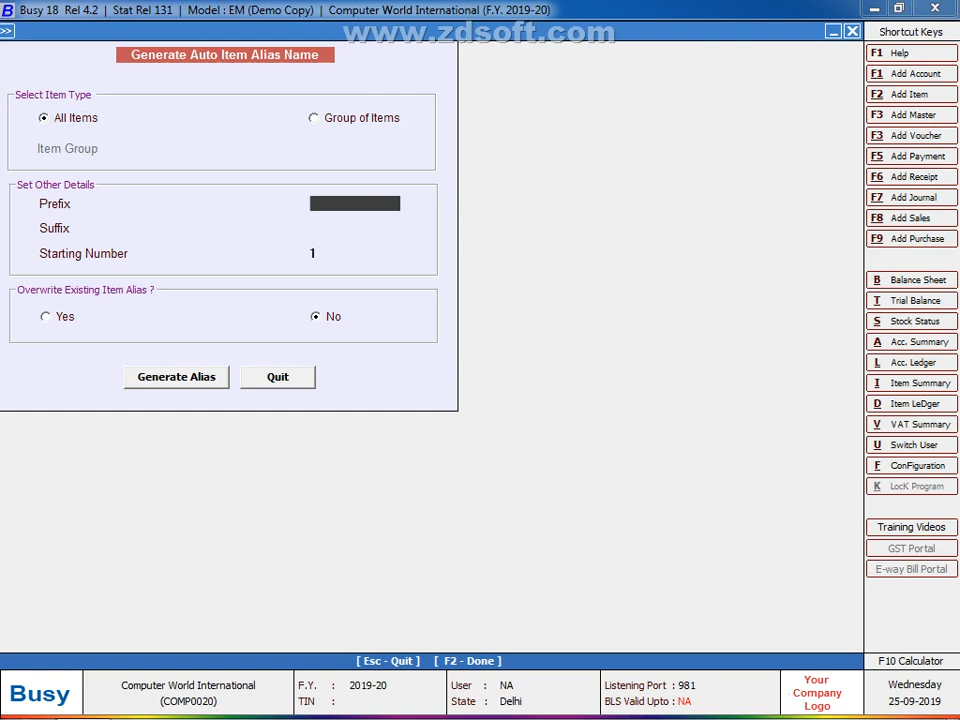 B Busy 18 Rel 4.2 | Stat Rel 131 | Model : EM (Demo Copy) | Computer World International (F.Y. 2019-20)
>>
www.zdsoft.com
Generate Auto Item Alias Name
Select Item Type
All Items Group of Items
Item Group
Set Other Details
Prefix
Suffix
Starting Number 1
Overwrite Existing Item Alias ?
Yes No
Generate Alias Quit
Shortcut Keys
F1 Help
F1 Add Account
F2 Add Item
F3 Add Master
F3 Add Voucher
F5 Add Payment
F6 Add Receipt
F7 Add Journal
F8 Add Sales
F9 Add Purchase
B Balance Sheet
T Trial Balance
S Stock Status
A Acc. Summary
L Acc. Ledger
I Item Summary
D Item LeDger
V VAT Summary
U Switch User
F ConFiguration
K LocK Program
Training Videos
GST Portal
E-way Bill Portal
[ Esc - Quit ] [ F2 - Done ]
F10 Calculator
Busy
Computer World International
(COMP0020)
F.Y. : 2019-20
TIN :
User : NA
State : Delhi
Listening Port : 981
BLS Valid Upto : NA
Your
Company
Logo
Wednesday
25-09-2019